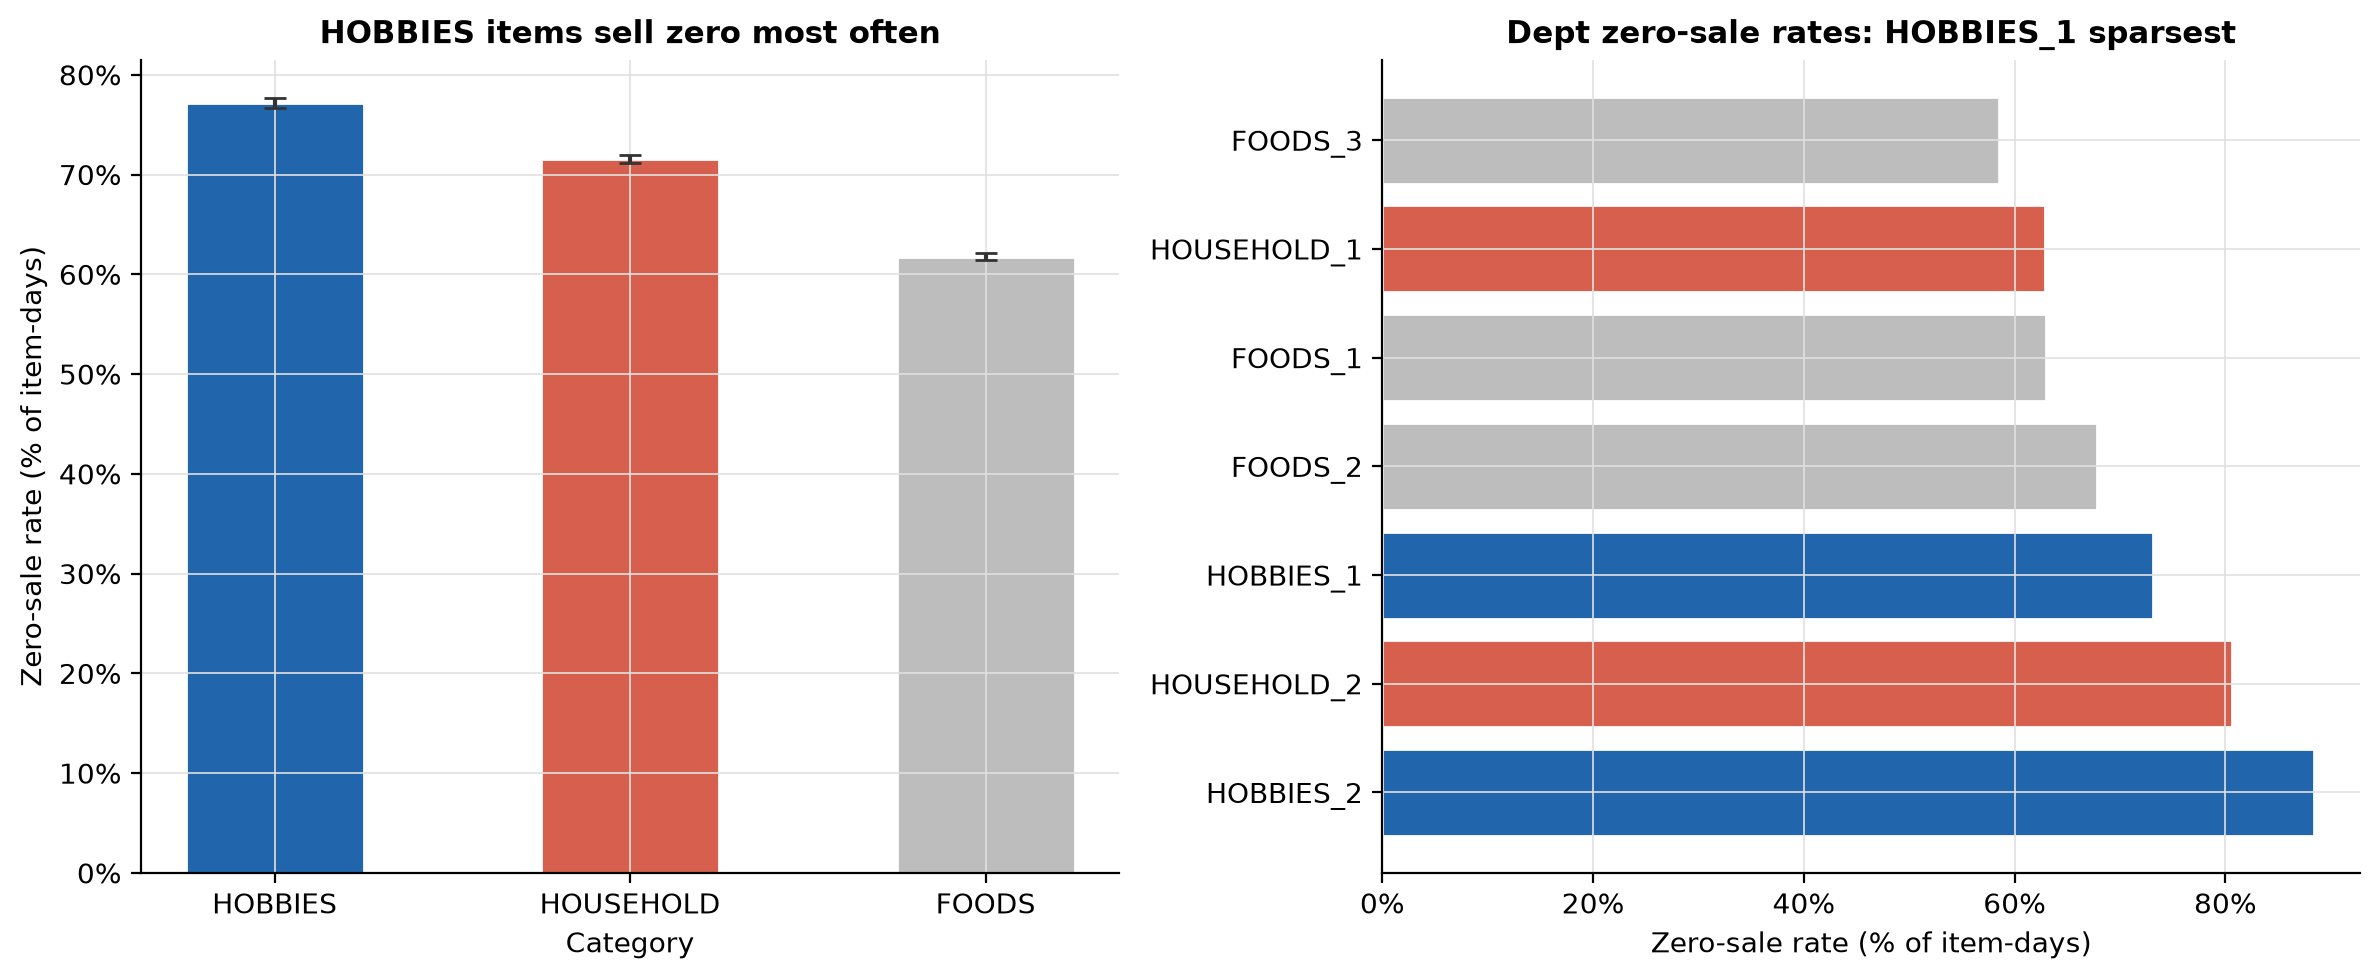 HOBBIES items sell zero most often
Zero-sale rate (% of item-days)
80%
70%
60%
50%
40%
30%
20%
10%
0%
HOBBIES
HOUSEHOLD
FOODS
Category
Dept zero-sale rates: HOBBIES_1 sparsest
FOODS_3
HOUSEHOLD_1
FOODS_1
FOODS_2
HOBBIES_1
HOUSEHOLD_2
HOBBIES_2
0%
20%
40%
60%
80%
Zero-sale rate (% of item-days)